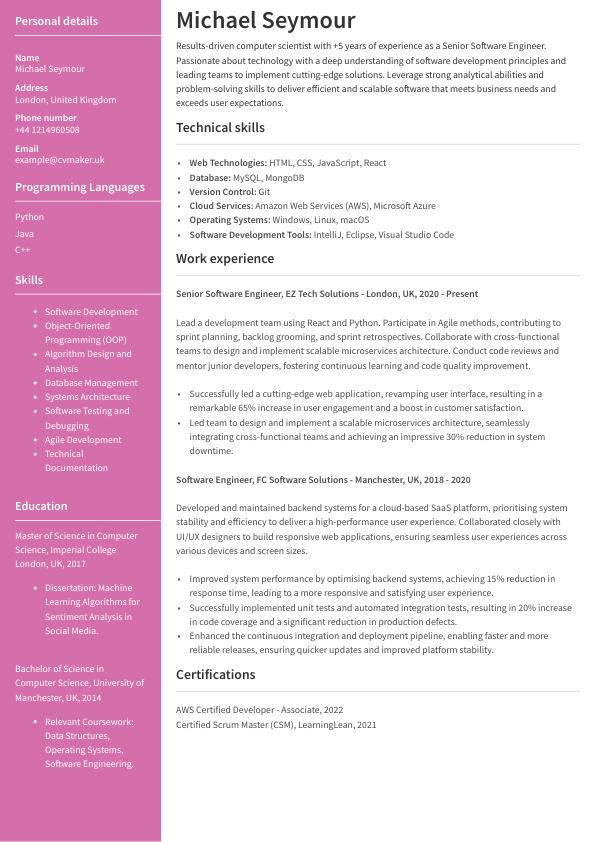 Personal details
Name
Michael Seymour
Address
London, United Kingdom
Phone number
+44 1214960508
Email
example@cvmaker.uk
Programming Languages
Python
Java
C++
Skills
• Software Development
• Object-Oriented
Programming (OOP)
• Algorithm Design and
Analysis
• Database Management
• Systems Architecture
• Software Testing and
Debugging
• Agile Development
• Technical
Documentation
Education
Master of Science in Computer
Science, Imperial College
London, UK, 2017
• Dissertation: Machine
Learning Algorithms for
Sentiment Analysis in
Social Media.
Bachelor of Science in
Computer Science, University of
Manchester, UK, 2014
• Relevant Coursework:
Data Structures,
Operating Systems,
Software Engineering.
Michael Seymour
Results-driven computer scientist with +5 years of experience as a Senior Software Engineer.
Passionate about technology with a deep understanding of software development principles and
leading teams to implement cutting-edge solutions. Leverage strong analytical abilities and
problem-solving skills to deliver efficient and scalable software that meets business needs and
exceeds user expectations.
Technical skills
• Web Technologies: HTML, CSS, JavaScript, React
• Database: MySQL, MongoDB
• Version Control: Git
• Cloud Services: Amazon Web Services (AWS), Microsoft Azure
• Operating Systems: Windows, Linux, macOS
• Software Development Tools: IntelliJ, Eclipse, Visual Studio Code
Work experience
Senior Software Engineer, EZ Tech Solutions - London, UK, 2020 - Present
Lead a development team using React and Python. Participate in Agile methods, contributing to
sprint planning, backlog grooming, and sprint retrospectives. Collaborate with cross-functional
teams to design and implement scalable microservices architecture. Conduct code reviews and
mentor junior developers, fostering continuous learning and code quality improvement.
• Successfully led a cutting-edge web application, revamping user interface, resulting in a
remarkable 65% increase in user engagement and a boost in customer satisfaction.
• Led team to design and implement a scalable microservices architecture, seamlessly
integrating cross-functional teams and achieving an impressive 30% reduction in system
downtime.
Software Engineer, FC Software Solutions - Manchester, UK, 2018 - 2020
Developed and maintained backend systems for a cloud-based SaaS platform, prioritising system
stability and efficiency to deliver a high-performance user experience. Collaborated closely with
UI/UX designers to build responsive web applications, ensuring seamless user experiences across
various devices and screen sizes.
• Improved system performance by optimising backend systems, achieving 15% reduction in
response time, leading to a more responsive and satisfying user experience.
• Successfully implemented unit tests and automated integration tests, resulting in 20% increase
in code coverage and a significant reduction in production defects.
• Enhanced the continuous integration and deployment pipeline, enabling faster and more
reliable releases, ensuring quicker updates and improved platform stability.
Certifications
AWS Certified Developer - Associate, 2022
Certified Scrum Master (CSM), LearningLean, 2021